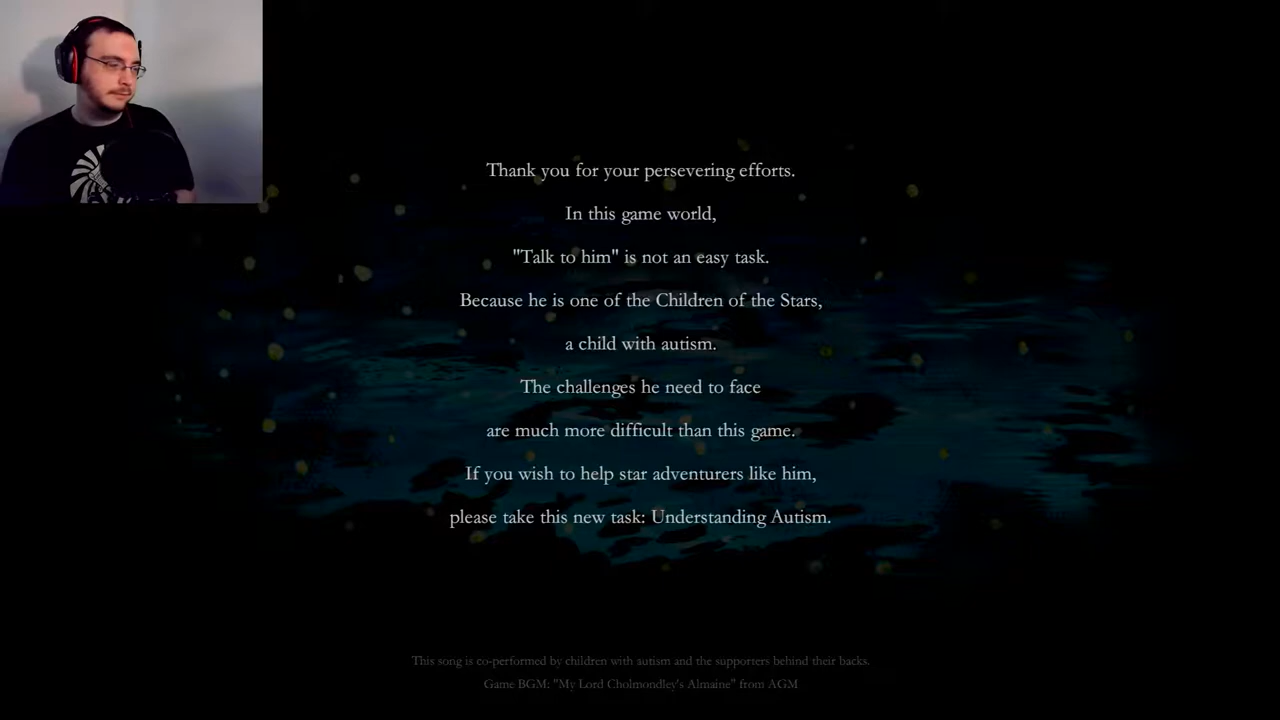 Thank you for your persevering efforts.
In this game world,
"Talk to him" is not an easy task.
Because he is one of the Children of the Stars,
a child with autism.
The challenges he need to face
are much more difficult than this game.
If you wish to help star adventurers like him,
please take this new task: Understanding Autism.
This song is co-performed by children with autism and the supporters behind their backs.
Game BGM: "My Lord Cholmondley's Almaine" from AGM